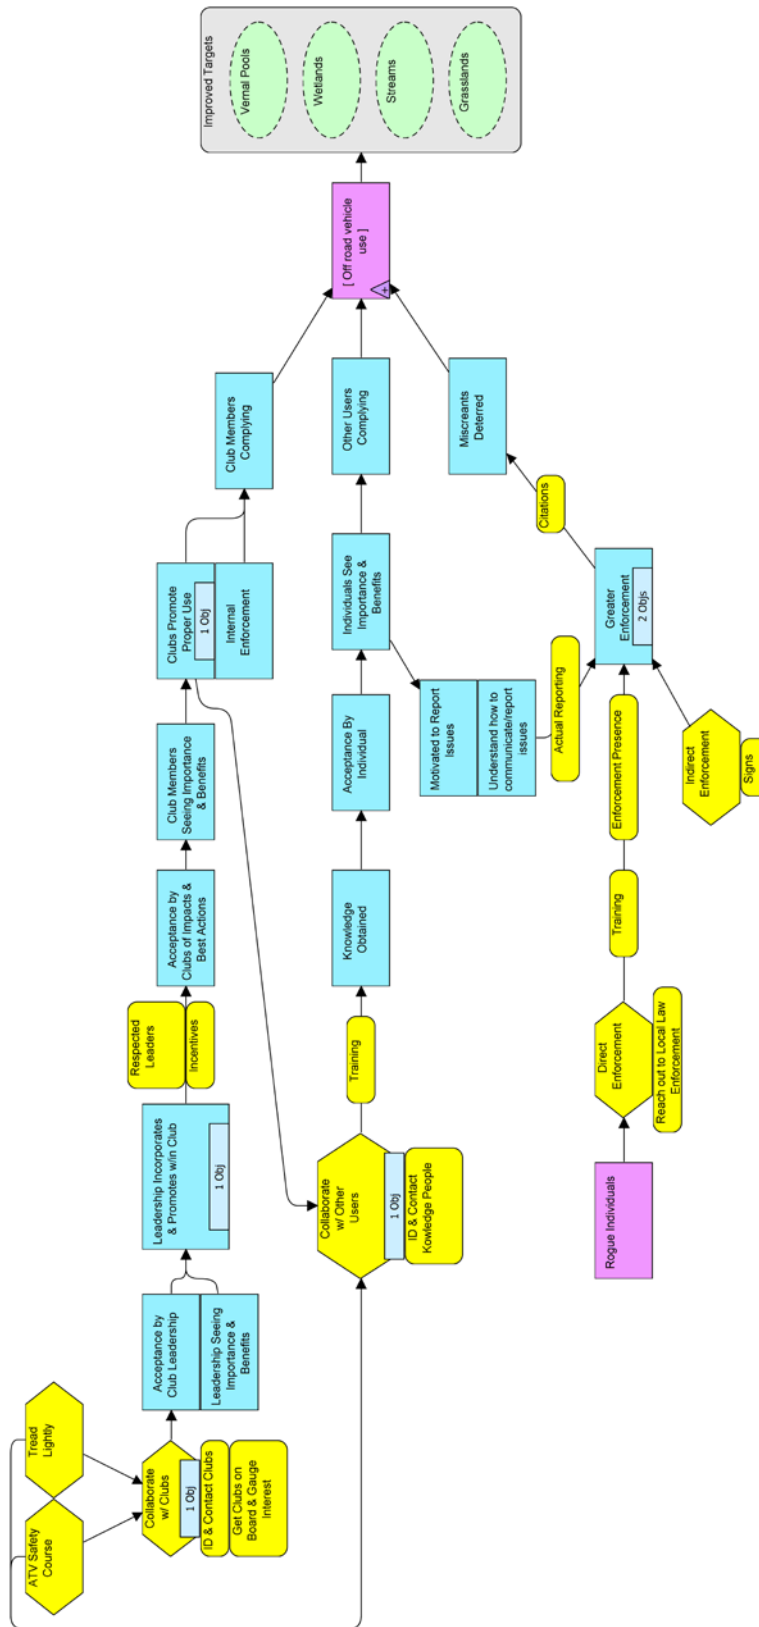 Improved Targets
Vernal Pools
Wetlands
Streams
Grasslands
[ Off road vehicle
use ]
+
Club Members
Complying
Other Users
Complying
Miscreants
Deterred
Citations
Clubs Promote
Proper Use
1 Obj
Internal
Enforcement
Individuals See
Importance &
Benefits
Greater
Enforcement
2 Objs
Club Members
Seeing Importance
& Benefits
Acceptance By
Individual
Motivated to Report
Issues
Understand how to
communicate/report
issues
Actual Reporting
Enforcement Presence
Indirect
Enforcement
Signs
Acceptance by
Clubs of Impacts &
Best Actions
Knowledge
Obtained
Training
Respected
Leaders
Incentives
Training
Direct
Enforcement
Reach out to Local Law
Enforcement
Leadership Incorporates
& Promotes w/in Club
1 Obj
Collaborate
w/ Other
Users
1 Obj
ID & Contact
Kowledge People
Rogue Individuals
Acceptance by
Club Leadership
Leadership Seeing
Importance &
Benefits
Tread
Lightly
ATV Safety
Course
Collaborate
w/ Clubs
1 Obj
ID & Contact Clubs
Get Clubs on
Board & Gauge
Interest